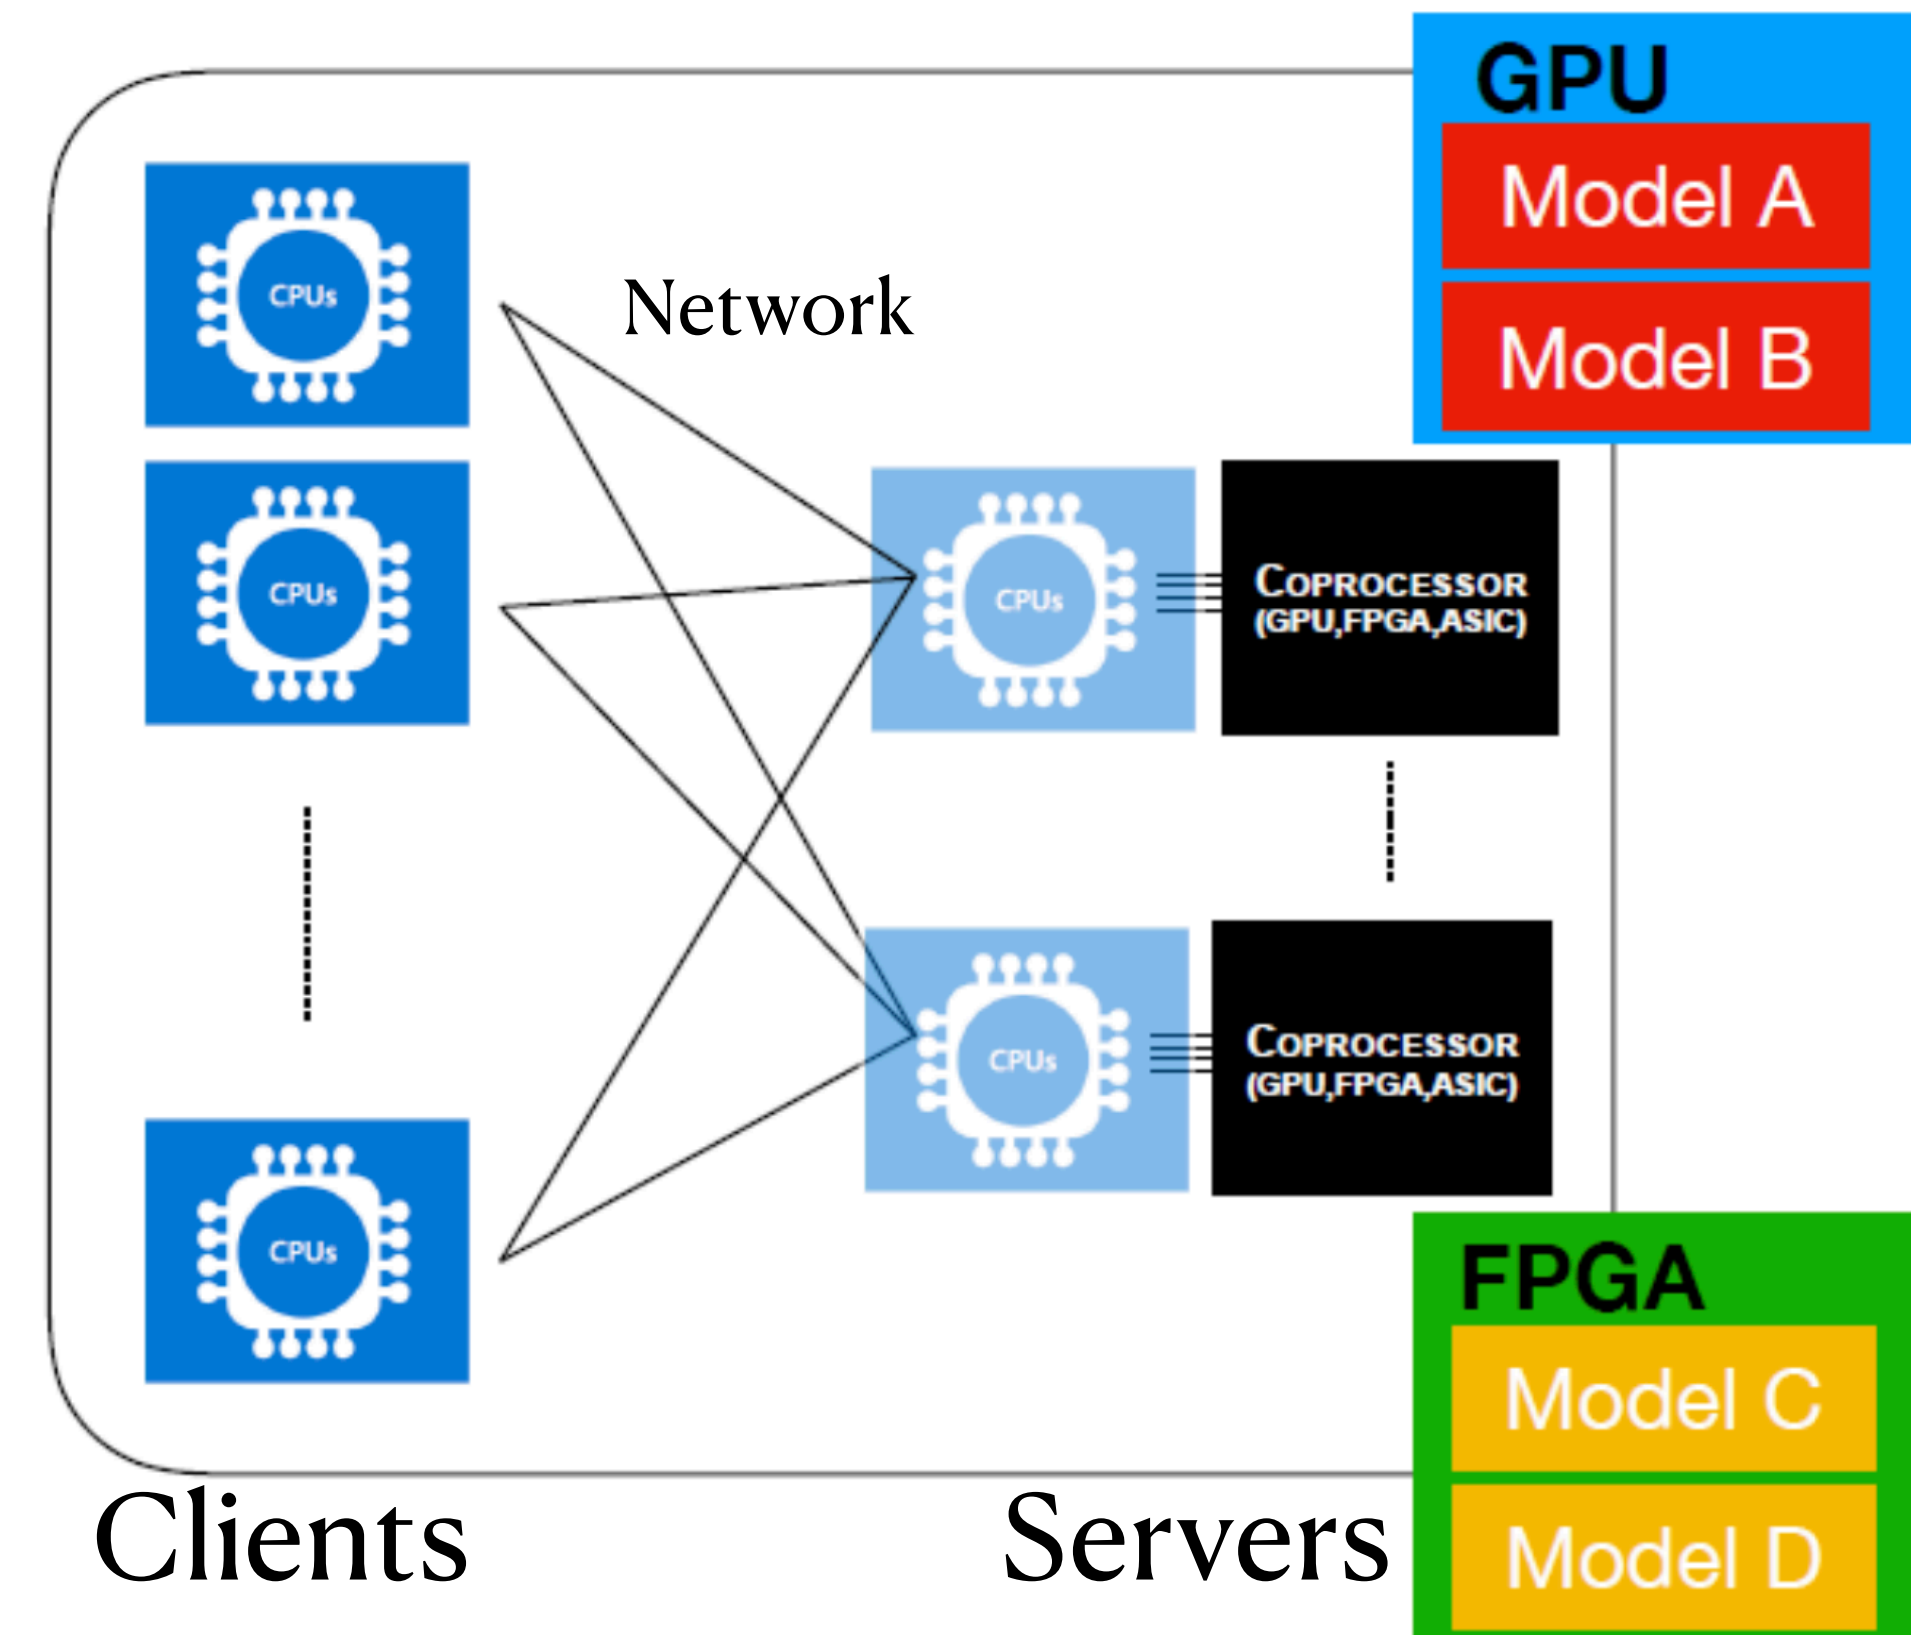 GPU
Model A
Model B
CPUs
Network
CPUs
CPUs
COPROCESSOR
(GPU,FPGA,ASIC)
CPUs
COPROCESSOR
(GPU,FPGA,ASIC)
CPUs
FPGA
Model C
Model D
Clients
Servers